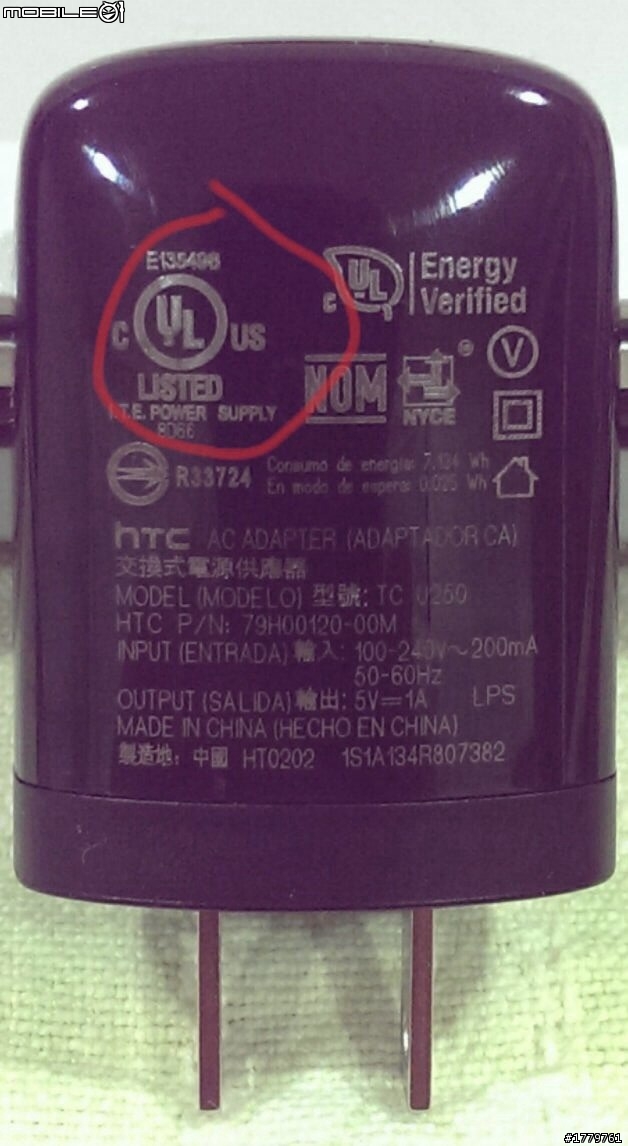 MOBILE01
E135496
C UL US
LISTED
I.T.E. POWER SUPPLY
8D66
C UL Energy
Verified
NOM
NYCE ®
V
R33724
Consumo de energía: 7.134 Wh
En modo de espera: 0.025 Wh
hTC AC ADAPTER (ADAPTADOR CA)
交換式電源供應器
MODEL (MODELO) 型號: TC U250
HTC P/N: 79H00120-00M
INPUT (ENTRADA) 輸入: 100-240V~200mA
50-60Hz
OUTPUT (SALIDA) 輸出: 5V⎓1A LPS
MADE IN CHINA (HECHO EN CHINA)
製造地: 中國 HT0202 1S1A134R807382
#1779761